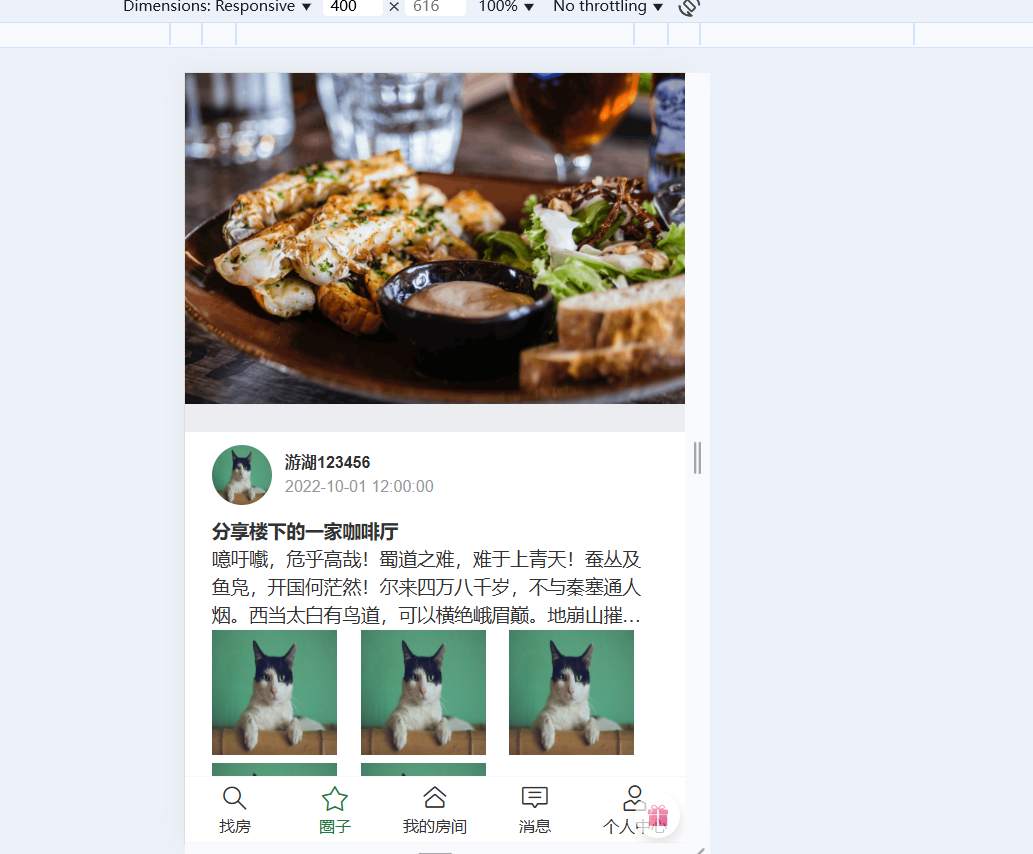 Dimensions: Responsive ▼ 400 × 616 100% ▼ No throttling ▼
游湖123456
2022-10-01 12:00:00
分享楼下的一家咖啡厅
噫吁嚱，危乎高哉！蜀道之难，难于上青天！蚕丛及
鱼凫，开国何茫然！尔来四万八千岁，不与秦塞通人
烟。西当太白有鸟道，可以横绝峨眉巅。地崩山摧...
找房 圈子 我的房间 消息 个人中心